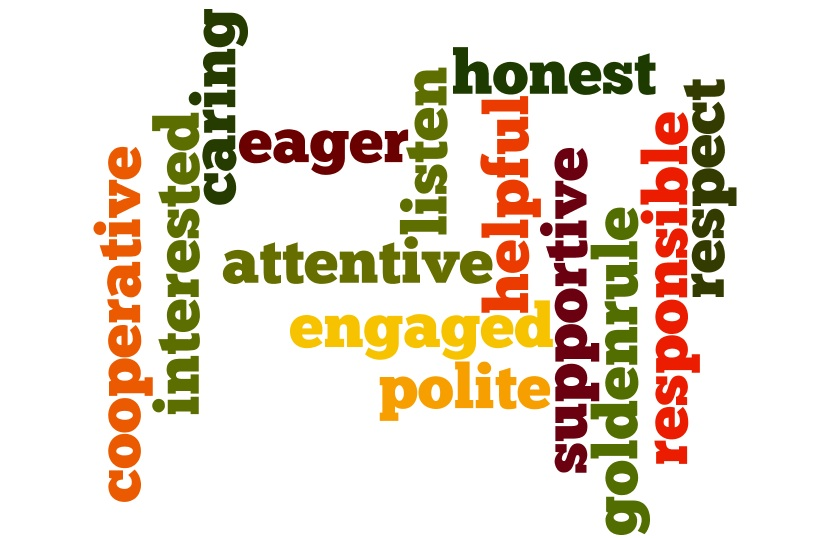 cooperative
interested
caring
eager
listen
honest
helpful
attentive
engaged
polite
supportive
goldenrule
responsible
respect